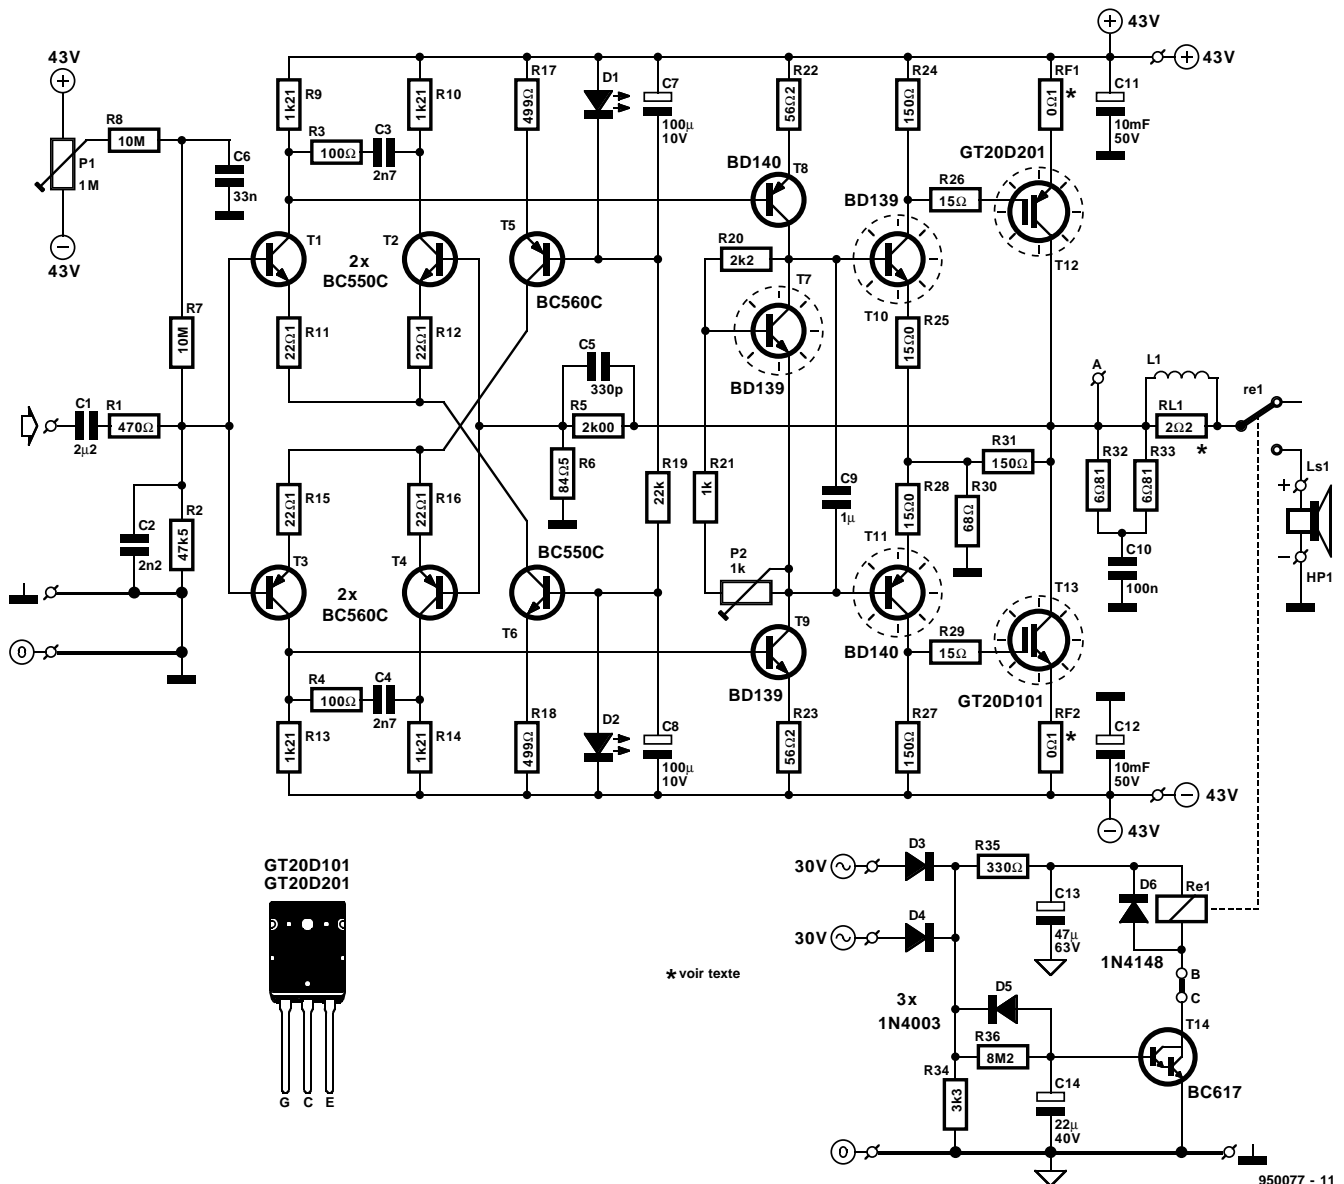 43V
43V
43V
R17
D1
C7
R22
R24
RF1
C11
R9
1k21
1k21
R10
499Ω
100μ
10V
56Ω2
150Ω
0Ω1
*
10mF
50V
P1
1M
R8
10M
R3
100Ω
C3
2n7
C6
33n
BD140
T8
GT20D201
R26
15Ω
BD139
43V
T1
T2
T5
2x
BC550C
BC560C
R20
2k2
T7
T10
T12
R7
10M
R11
22Ω1
22Ω1
R12
C5
330p
R25
15Ω0
BD139
A
L1
re1
C1
2μ2
R1
470Ω
R5
2k00
RL1
2Ω2
*
R6
84Ω5
R19
22k
R21
1k
C9
1μ
R31
150Ω
R32
6Ω81
R33
6Ω81
Ls1
+
−
HP1
R15
22Ω1
22Ω1
R16
R28
15Ω0
R30
68Ω
C2
2n2
R2
47k5
BC550C
T11
C10
100n
T3
T4
2x
BC560C
T6
P2
1k
T9
T13
0
BD139
BD140
R29
15Ω
GT20D101
R4
100Ω
C4
2n7
R13
1k21
1k21
R14
R18
499Ω
D2
C8
100μ
10V
R23
56Ω2
R27
150Ω
RF2
0Ω1
*
C12
10mF
50V
43V
43V
GT20D101
GT20D201
G C E
* voir texte
30V
D3
R35
330Ω
C13
47μ
63V
D6
1N4148
Re1
30V
D4
B
C
3x
1N4003
D5
R36
8M2
T14
BC617
R34
3k3
C14
22μ
40V
0
950077 - 11